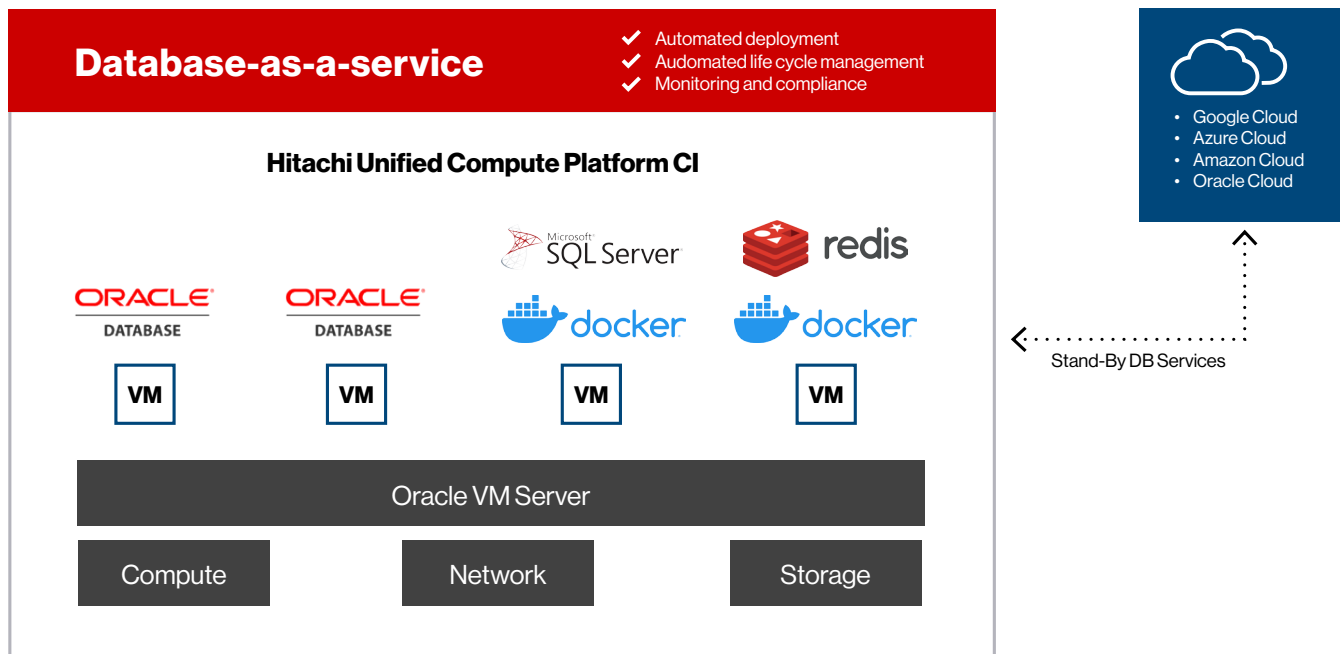 Database-as-a-service
Automated deployment
Audomated life cycle management
Monitoring and compliance
Google Cloud
Azure Cloud
Amazon Cloud
Oracle Cloud
Hitachi Unified Compute Platform CI
Microsoft
SQL Server
redis
ORACLE
DATABASE
ORACLE
DATABASE
docker
docker
Stand-By DB Services
VM
VM
VM
VM
Oracle VM Server
Compute
Network
Storage